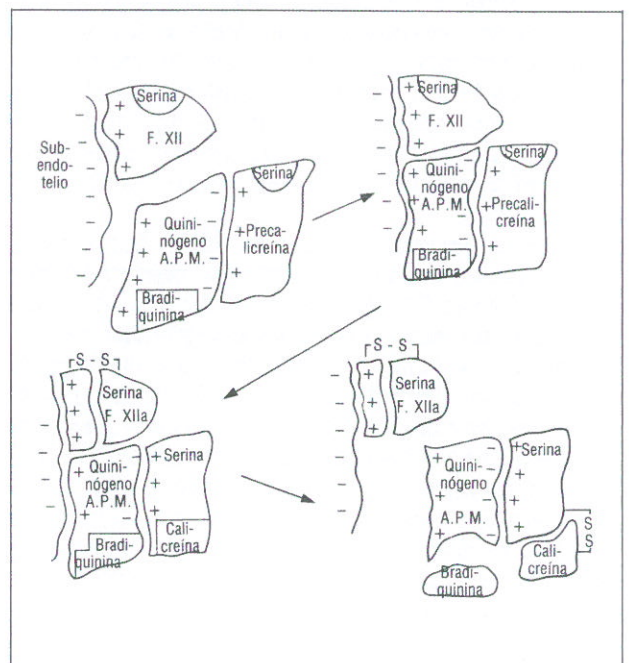 Sub-
endo-
telio
Serina
F. XII
Quini-
nógeno
A.P.M.
Bradi-
quinina
Serina
Preca-
licreína
Serina
F. XII
Quini-
nógeno
A.P.M.
Bradi-
quinina
Serina
Precali-
creína
S - S
Serina
F. XIIa
Quini-
nógeno
A.P.M.
Bradi-
quinina
Serina
Cali-
creína
S - S
Serina
F. XIIa
Quini-
nógeno
A.P.M.
Bradi-
quinina
Serina
S
S
Cali-
creína